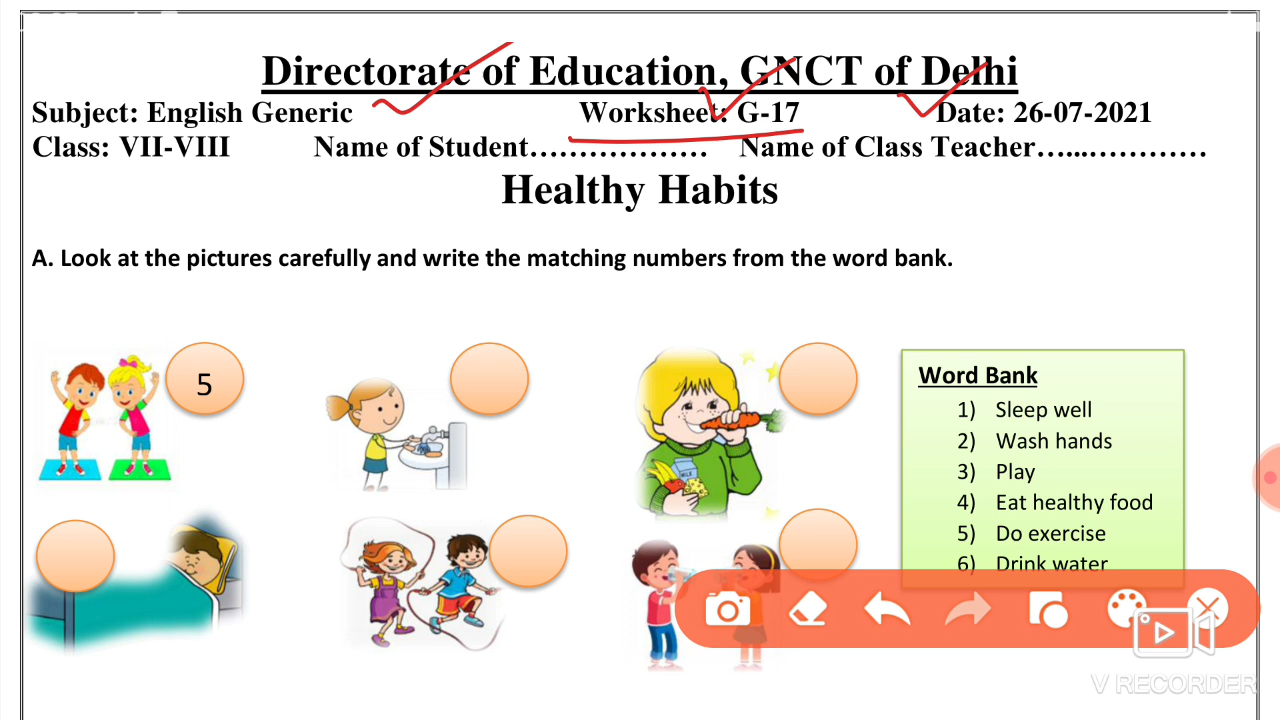 Directorate of Education, GNCT of Delhi
Subject: English Generic Worksheet: G-17 Date: 26-07-2021
Class: VII-VIII Name of Student……………… Name of Class Teacher…...…………
Healthy Habits
A. Look at the pictures carefully and write the matching numbers from the word bank.
5
MILK
Word Bank
1) Sleep well
2) Wash hands
3) Play
4) Eat healthy food
5) Do exercise
6) Drink water
V RECORDER